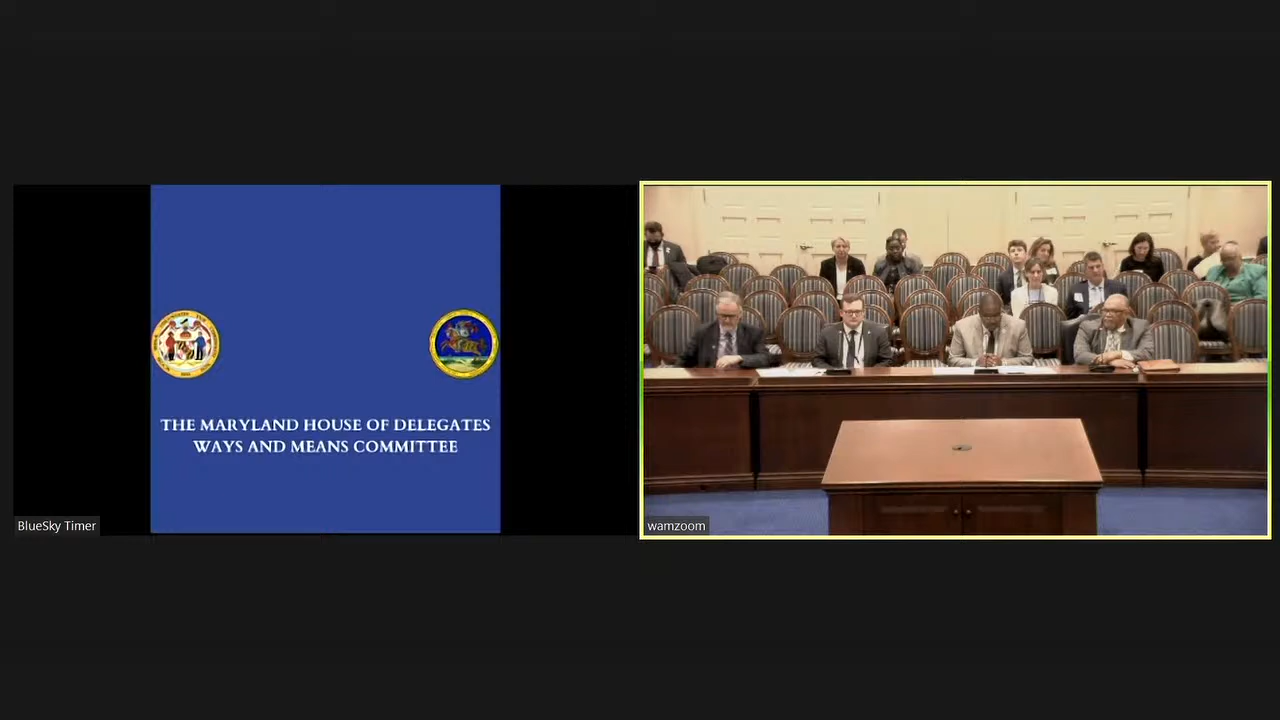 THE MARYLAND HOUSE OF DELEGATES
WAYS AND MEANS COMMITTEE
BlueSky Timer
wamzoom